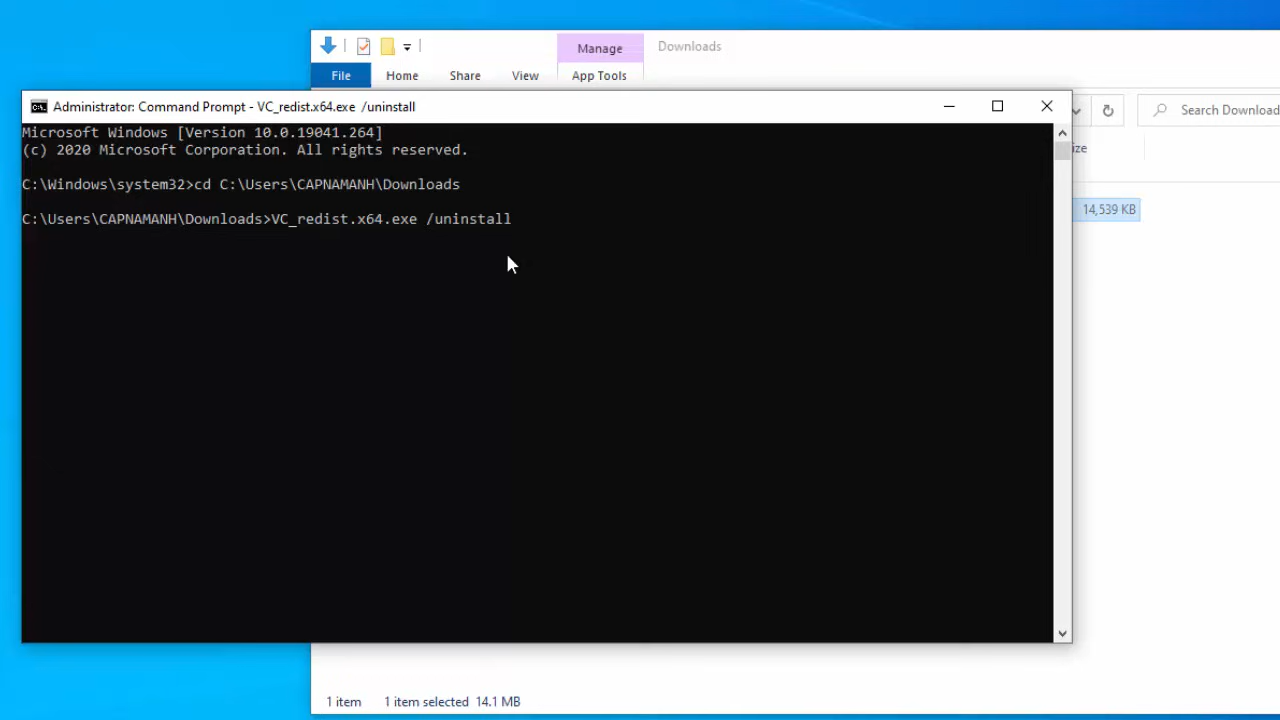 Manage
Downloads
File
Home
Share
View
App Tools
Administrator: Command Prompt - VC_redist.x64.exe /uninstall
Search Download
ize
Microsoft Windows [Version 10.0.19041.264]
(c) 2020 Microsoft Corporation. All rights reserved.
C:\Windows\system32>cd C:\Users\CAPNAMANH\Downloads
C:\Users\CAPNAMANH\Downloads>VC_redist.x64.exe /uninstall
14,539 KB
1 item
1 item selected
14.1 MB